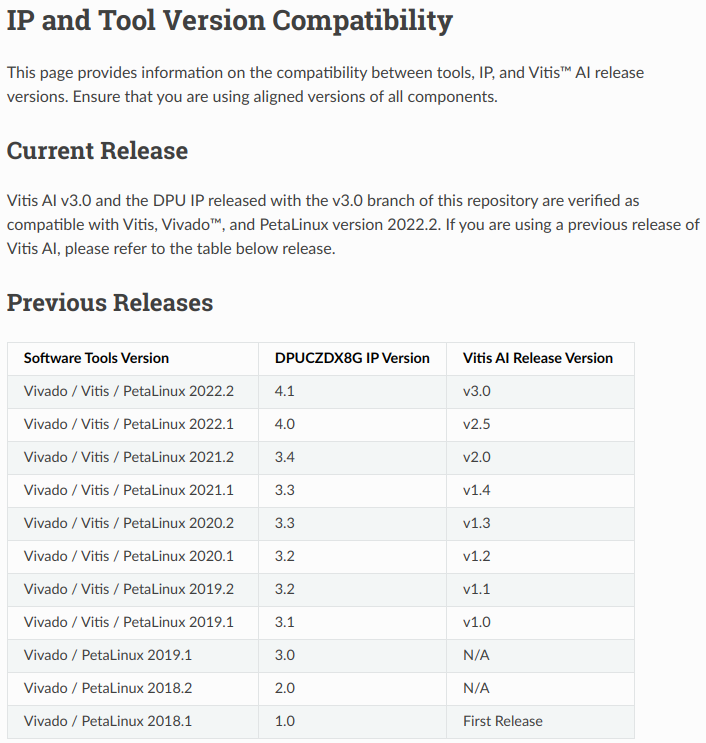 IP and Tool Version Compatibility
This page provides information on the compatibility between tools, IP, and Vitis™ AI release
versions. Ensure that you are using aligned versions of all components.
Current Release
Vitis AI v3.0 and the DPU IP released with the v3.0 branch of this repository are verified as
compatible with Vitis, Vivado™, and PetaLinux version 2022.2. If you are using a previous release of
Vitis AI, please refer to the table below release.
Previous Releases
Software Tools Version DPUCZDX8G IP Version Vitis AI Release Version
Vivado / Vitis / PetaLinux 2022.2 4.1 v3.0
Vivado / Vitis / PetaLinux 2022.1 4.0 v2.5
Vivado / Vitis / PetaLinux 2021.2 3.4 v2.0
Vivado / Vitis / PetaLinux 2021.1 3.3 v1.4
Vivado / Vitis / PetaLinux 2020.2 3.3 v1.3
Vivado / Vitis / PetaLinux 2020.1 3.2 v1.2
Vivado / Vitis / PetaLinux 2019.2 3.2 v1.1
Vivado / Vitis / PetaLinux 2019.1 3.1 v1.0
Vivado / PetaLinux 2019.1 3.0 N/A
Vivado / PetaLinux 2018.2 2.0 N/A
Vivado / PetaLinux 2018.1 1.0 First Release